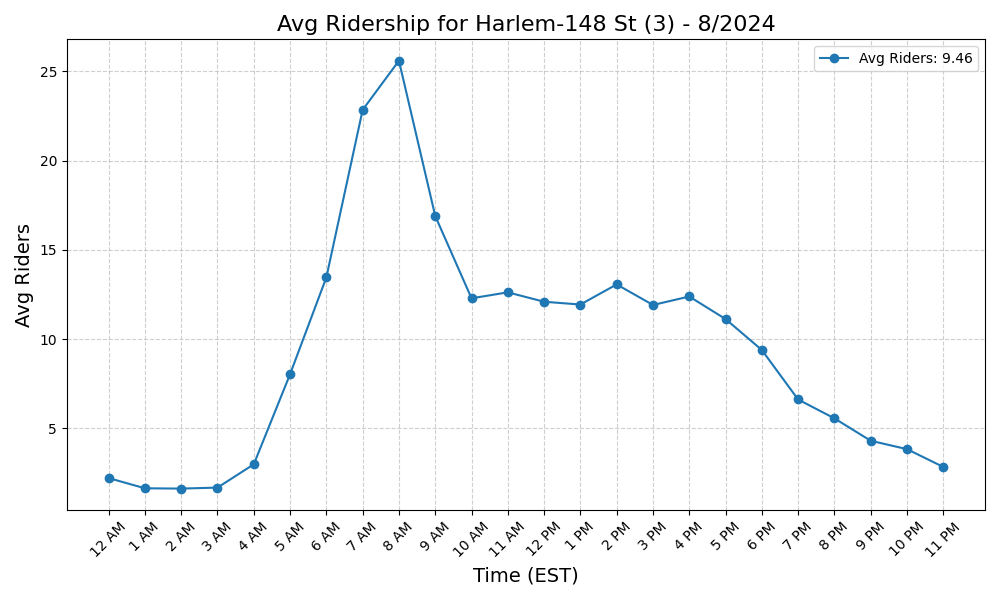 Avg Ridership for Harlem-148 St (3) - 8/2024
Avg Riders: 9.46
Avg Riders
25
20
15
10
5
12 AM
1 AM
2 AM
3 AM
4 AM
5 AM
6 AM
7 AM
8 AM
9 AM
10 AM
11 AM
12 PM
1 PM
2 PM
3 PM
4 PM
5 PM
6 PM
7 PM
8 PM
9 PM
10 PM
11 PM
Time (EST)